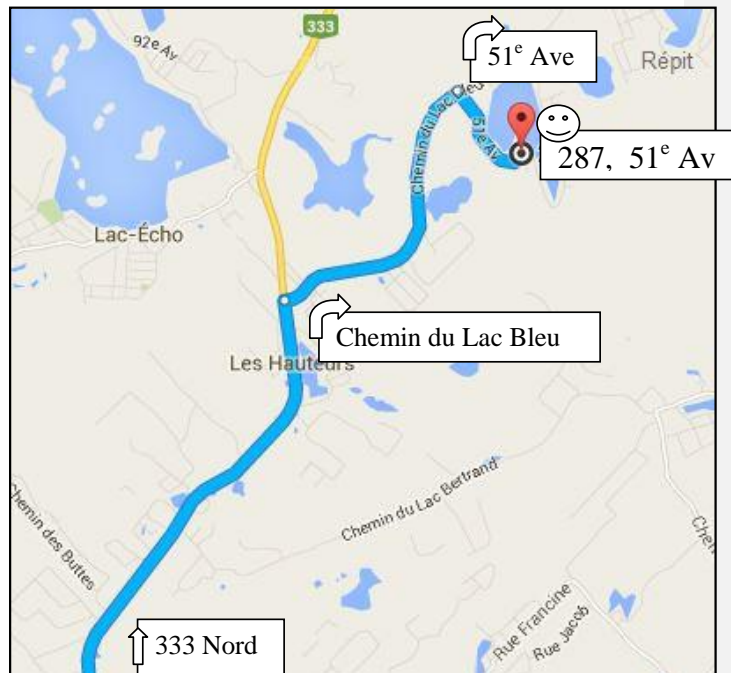 333
51e Ave
92e Av
Répit
Chemin du Lac Bleu
51e Av
287, 51e Av
Lac-Écho
Chemin du Lac Bleu
Les Hauteurs
Chemin du Lac Bertrand
Chemin des Buttes
Chem
Rue Francine
Rue Jacob
333 Nord